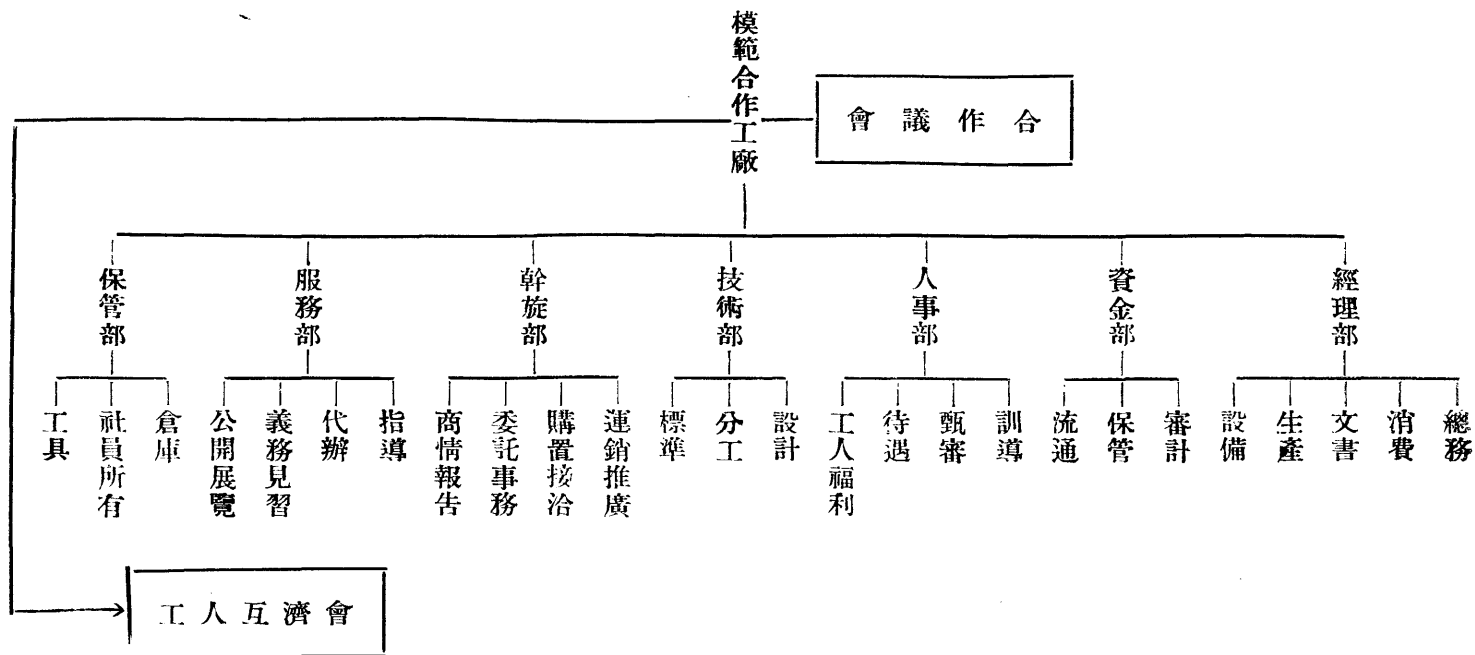 模範合作工廠
合作議會
經理部
資金部
人事部
技術部
幹旋部
服務部
保管部
總務
消費
文書
生產
設備
審計
保管
流通
訓導
甄審
待遇
工人福利
設計
分工
標準
運銷推廣
購置接洽
委託事務
商情報告
指導
代辦
義務見習
公開展覽
倉庫
社員所有
工具
工人互濟會